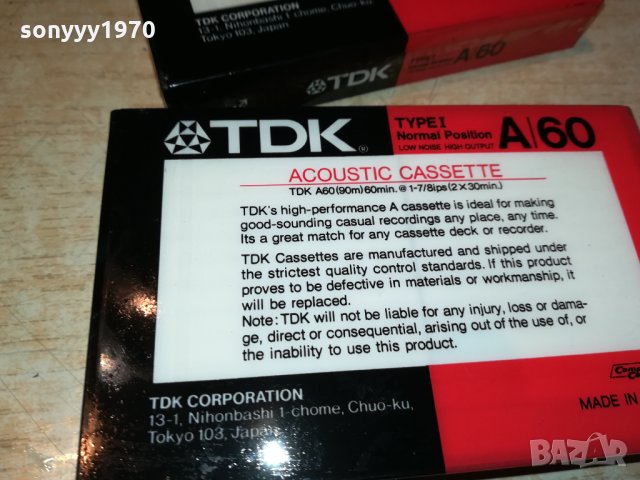 sonyyy1970
TDK CORPORATION
13-1, Nihonbashi 1-chome, Chuo-ku,
Tokyo 103, Japan
TDK
A 60
TDK
TYPE I
Normal Position
LOW NOISE HIGH OUTPUT
A/60
ACOUSTIC CASSETTE
TDK A60(90m)60min. @ 1-7/8ips(2×30min.)
TDK's high-performance A cassette is ideal for making
good-sounding casual recordings any place, any time.
Its a great match for any cassette deck or recorder.
TDK Cassettes are manufactured and shipped under
the strictest quality control standards. If this product
proves to be defective in materials or workmanship, it
will be replaced.
Note: TDK will not be liable for any injury, loss or dama-
ge, direct or consequential, arising out of the use of, or
the inability to use this product.
TDK CORPORATION
13-1, Nihonbashi 1-chome, Chuo-ku,
Tokyo 103, Japan
MADE IN
BAZAR